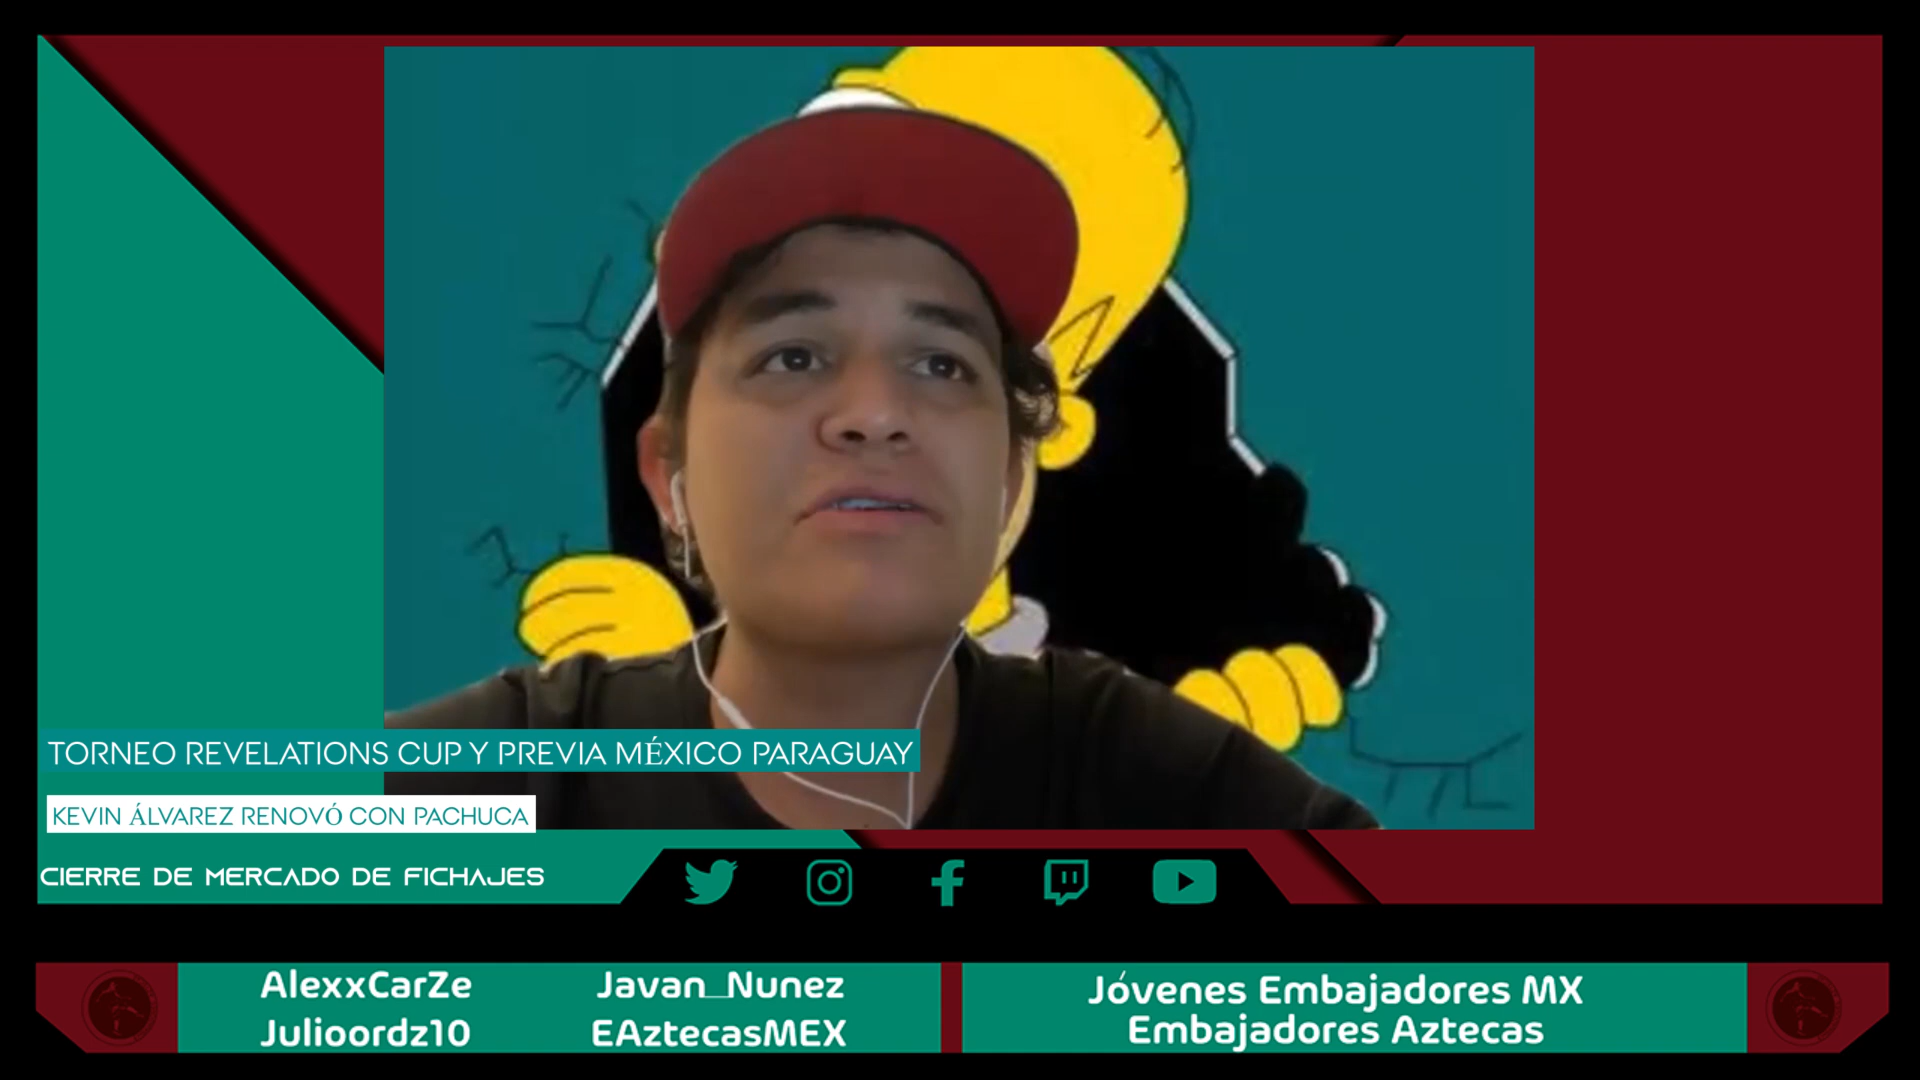 TORNEO REVELATIONS CUP Y PREVIA MÉXICO PARAGUAY
KEVIN ÁLVAREZ RENOVÓ CON PACHUCA
CIERRE DE MERCADO DE FICHAJES
AlexxCarZe
Julioordz10
Javan_Nunez
EAztecasMEX
Jóvenes Embajadores MX
Embajadores Aztecas